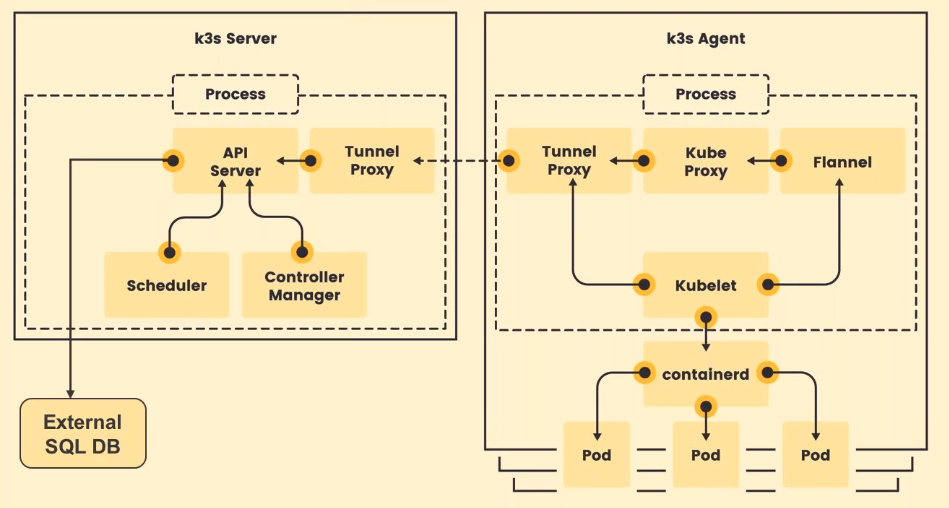 k3s Server
Process
API
Server
Tunnel
Proxy
Scheduler
Controller
Manager
External
SQL DB
k3s Agent
Process
Tunnel
Proxy
Kube
Proxy
Flannel
Kubelet
containerd
Pod
Pod
Pod